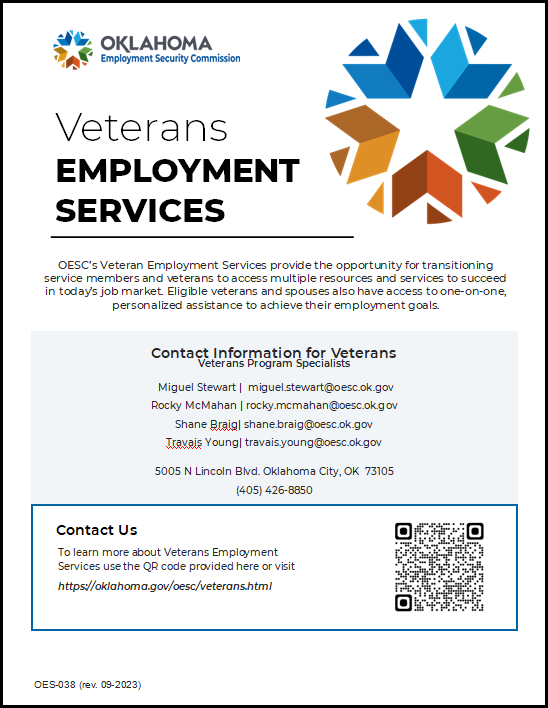 OKLAHOMA
Employment Security Commission
Veterans
EMPLOYMENT
SERVICES
OESC's Veteran Employment Services provide the opportunity for transitioning
service members and veterans to access multiple resources and services to succeed
in today's job market. Eligible veterans and spouses also have access to one-on-one,
personalized assistance to achieve their employment goals.
Contact Information for Veterans
Veterans Program Specialists
Miguel Stewart | miguel.stewart@oesc.ok.gov
Rocky McMahan | rocky.mcmahan@oesc.ok.gov
Shane Braig| shane.braig@oesc.ok.gov
Travais Young| travais.young@oesc.ok.gov
5005 N Lincoln Blvd. Oklahoma City, OK 73105
(405) 426-8850
Contact Us
To learn more about Veterans Employment
Services use the QR code provided here or visit
https://oklahoma.gov/oesc/veterans.html
OES-038 (rev. 09-2023)